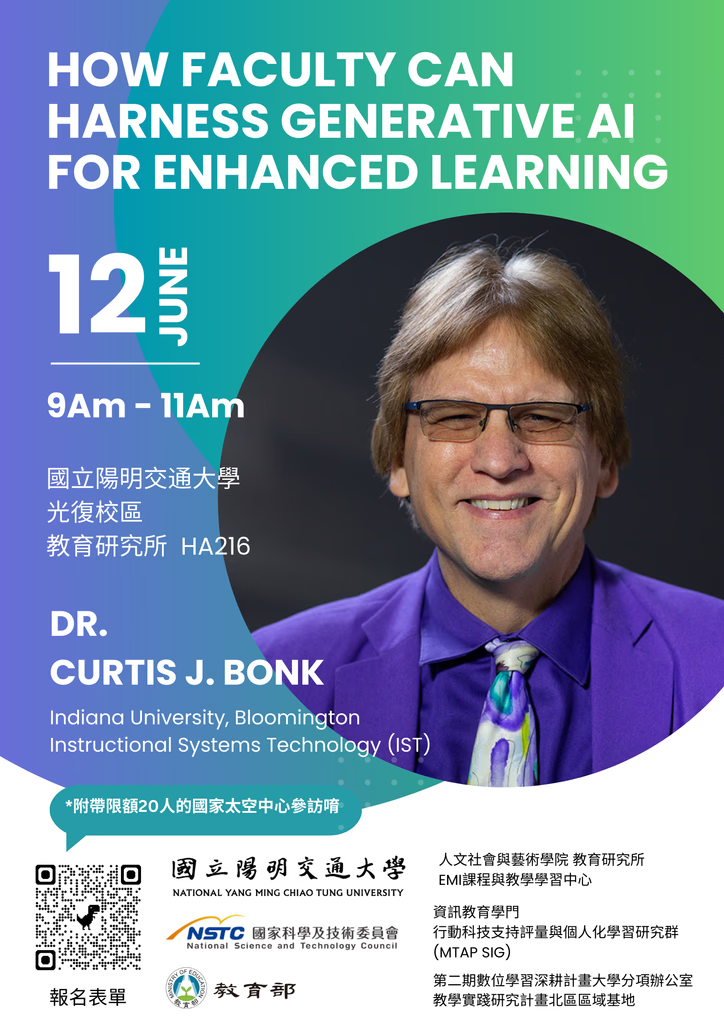 HOW FACULTY CAN
HARNESS GENERATIVE AI
FOR ENHANCED LEARNING
12
JUNE
9Am - 11Am
國立陽明交通大學
光復校區
教育研究所 HA216
DR.
CURTIS J. BONK
Indiana University, Bloomington
Instructional Systems Technology (IST)
*附帶限額20人的國家太空中心參訪唷
報名表單
國立陽明交通大學
NATIONAL YANG MING CHIAO TUNG UNIVERSITY
NSTC 國家科學及技術委員會
National Science and Technology Council
MINISTRY OF EDUCATION
教育部
教育部
人文社會與藝術學院 教育研究所
EMI課程與教學學習中心
資訊教育學門
行動科技支持評量與個人化學習研究群
(MTAP SIG)
第二期數位學習深耕計畫大學分項辦公室
教學實踐研究計畫北區區域基地